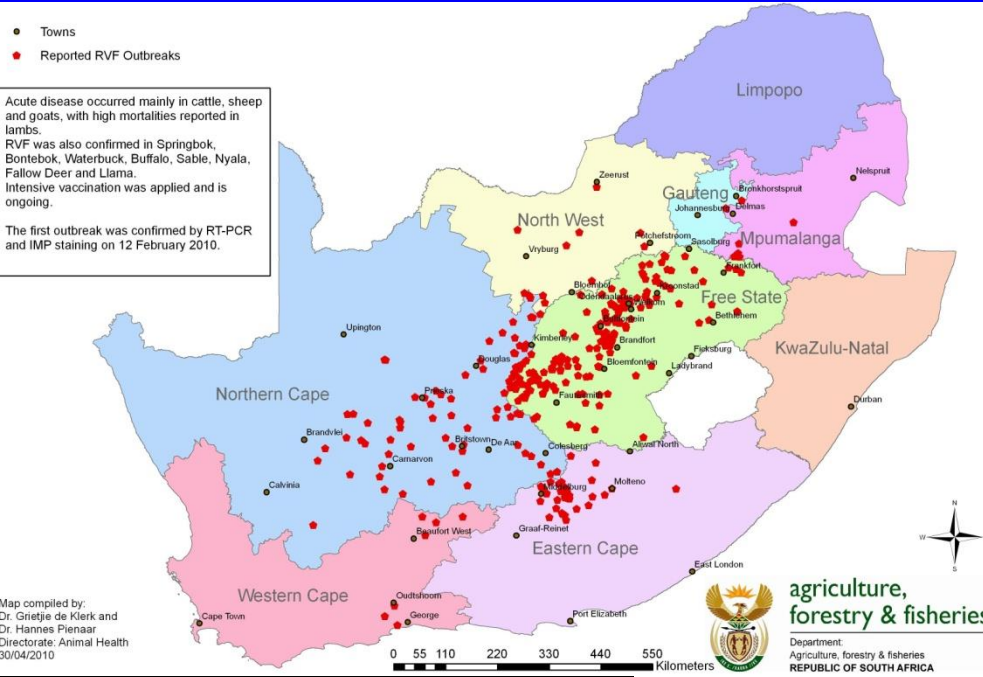 Towns
Reported RVF Outbreaks
Acute disease occurred mainly in cattle, sheep
and goats, with high mortalities reported in
lambs.
RVF was also confirmed in Springbok,
Bontebok, Waterbuck, Buffalo, Sable, Nyala,
Fallow Deer and Llama.
Intensive vaccination was applied and is
ongoing.
The first outbreak was confirmed by RT-PCR
and IMP staining on 12 February 2010.
Limpopo
Nelspruit
Zeerust
Gauteng
Bronkhorstspruit
Johannesburg
Delmas
North West
Mpumalanga
Potchefstroom
Sasolburg
Vryburg
Frankfort
Bloemhof
Odendaalsrus
Kroonstad
Free State
Welkom
Bethlehem
Upington
Kimberley
Brandfort
KwaZulu-Natal
Ficksburg
Douglas
Bloemfontein
Ladybrand
Northern Cape
Prieska
Fauresmith
Durban
Brandvlei
Britstown
De Aar
Colesberg
Aliwal North
Carnarvon
Calvinia
Middelburg
Molteno
Beaufort West
Graaf-Reinet
Eastern Cape
East London
Western Cape
Oudtshoorn
Cape Town
George
Port Elizabeth
N
W
S
Map compiled by:
Dr. Grietjie de Klerk and
Dr. Hannes Pienaar
Directorate: Animal Health
30/04/2010
0 55 110 220 330 440 550
Kilometers
agriculture,
forestry & fisheries
Department:
Agriculture, forestry & fisheries
REPUBLIC OF SOUTH AFRICA